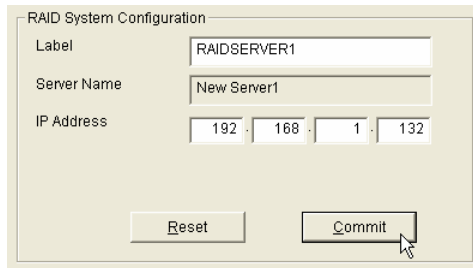 RAID System Configuration
Label RAIDSERVER1
Server Name New Server1
IP Address 192 . 168 . 1 . 132
Reset Commit